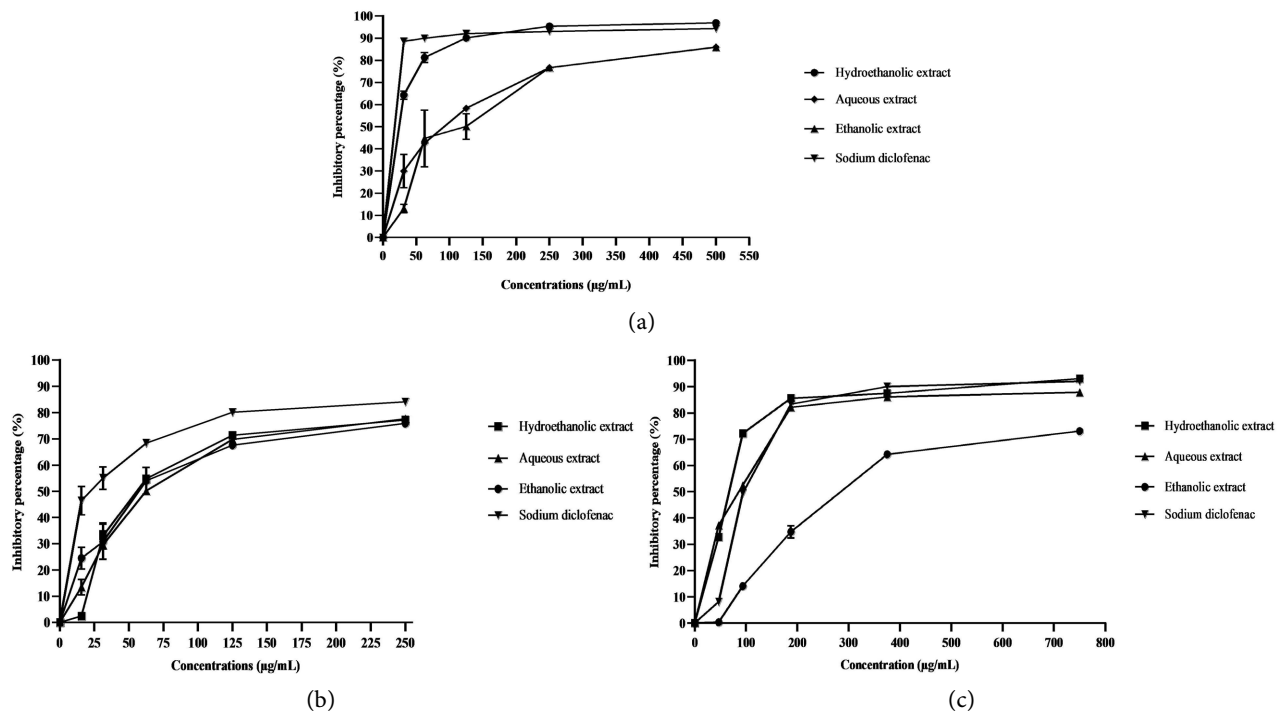 100
90
80
70
60
50
40
30
20
10
0
Inhibitory percentage (%)
0 50 100 150 200 250 300 350 400 450 500 550
Concentrations (µg/mL)
Hydroethanolic extract
Aqueous extract
Ethanolic extract
Sodium diclofenac
(a)
100
90
80
70
60
50
40
30
20
10
0
Inhibitory percentage (%)
0 25 50 75 100 125 150 175 200 225 250
Concentrations (µg/mL)
Hydroethanolic extract
Aqueous extract
Ethanolic extract
Sodium diclofenac
(b)
100
90
80
70
60
50
40
30
20
10
0
Inhibitory percentage (%)
0 100 200 300 400 500 600 700 800
Concentration (µg/mL)
Hydroethanolic extract
Aqueous extract
Ethanolic extract
Sodium diclofenac
(c)